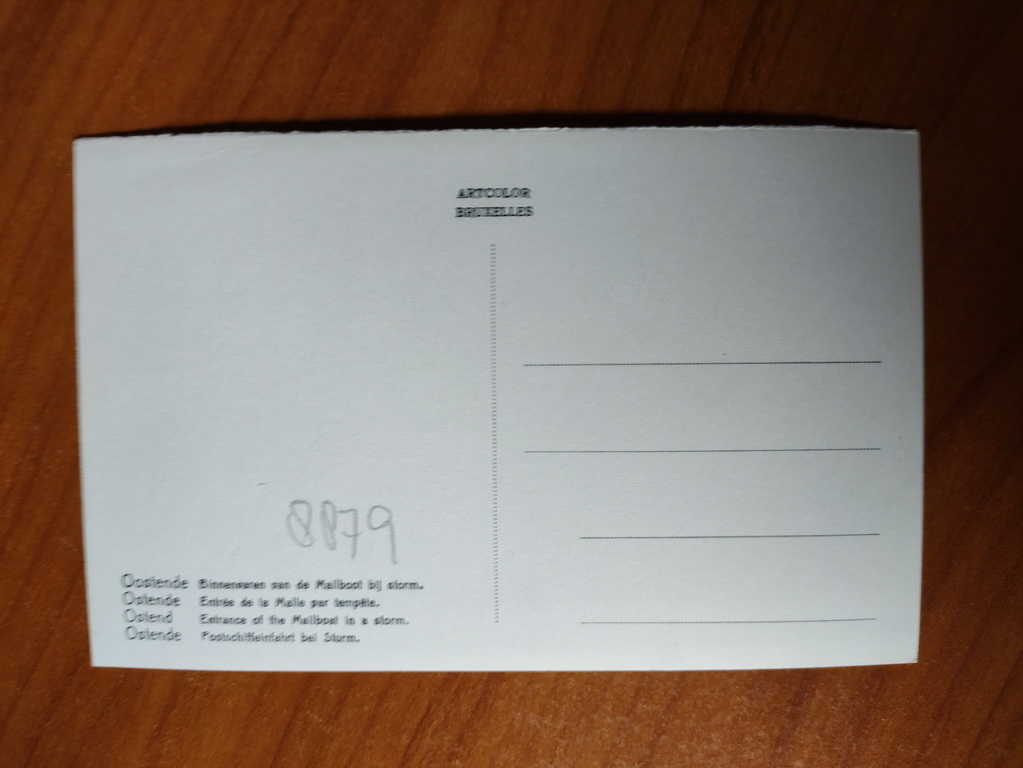 ARTCOLOR
BRUXELLES
8879
Oostende Binnenvaren van de Mailboot bij storm.
Ostende Entrée de la Malle par tempête.
Ostend Entrance of the Mailboat in a storm.
Ostende Postschiffeinfahrt bei Sturm.